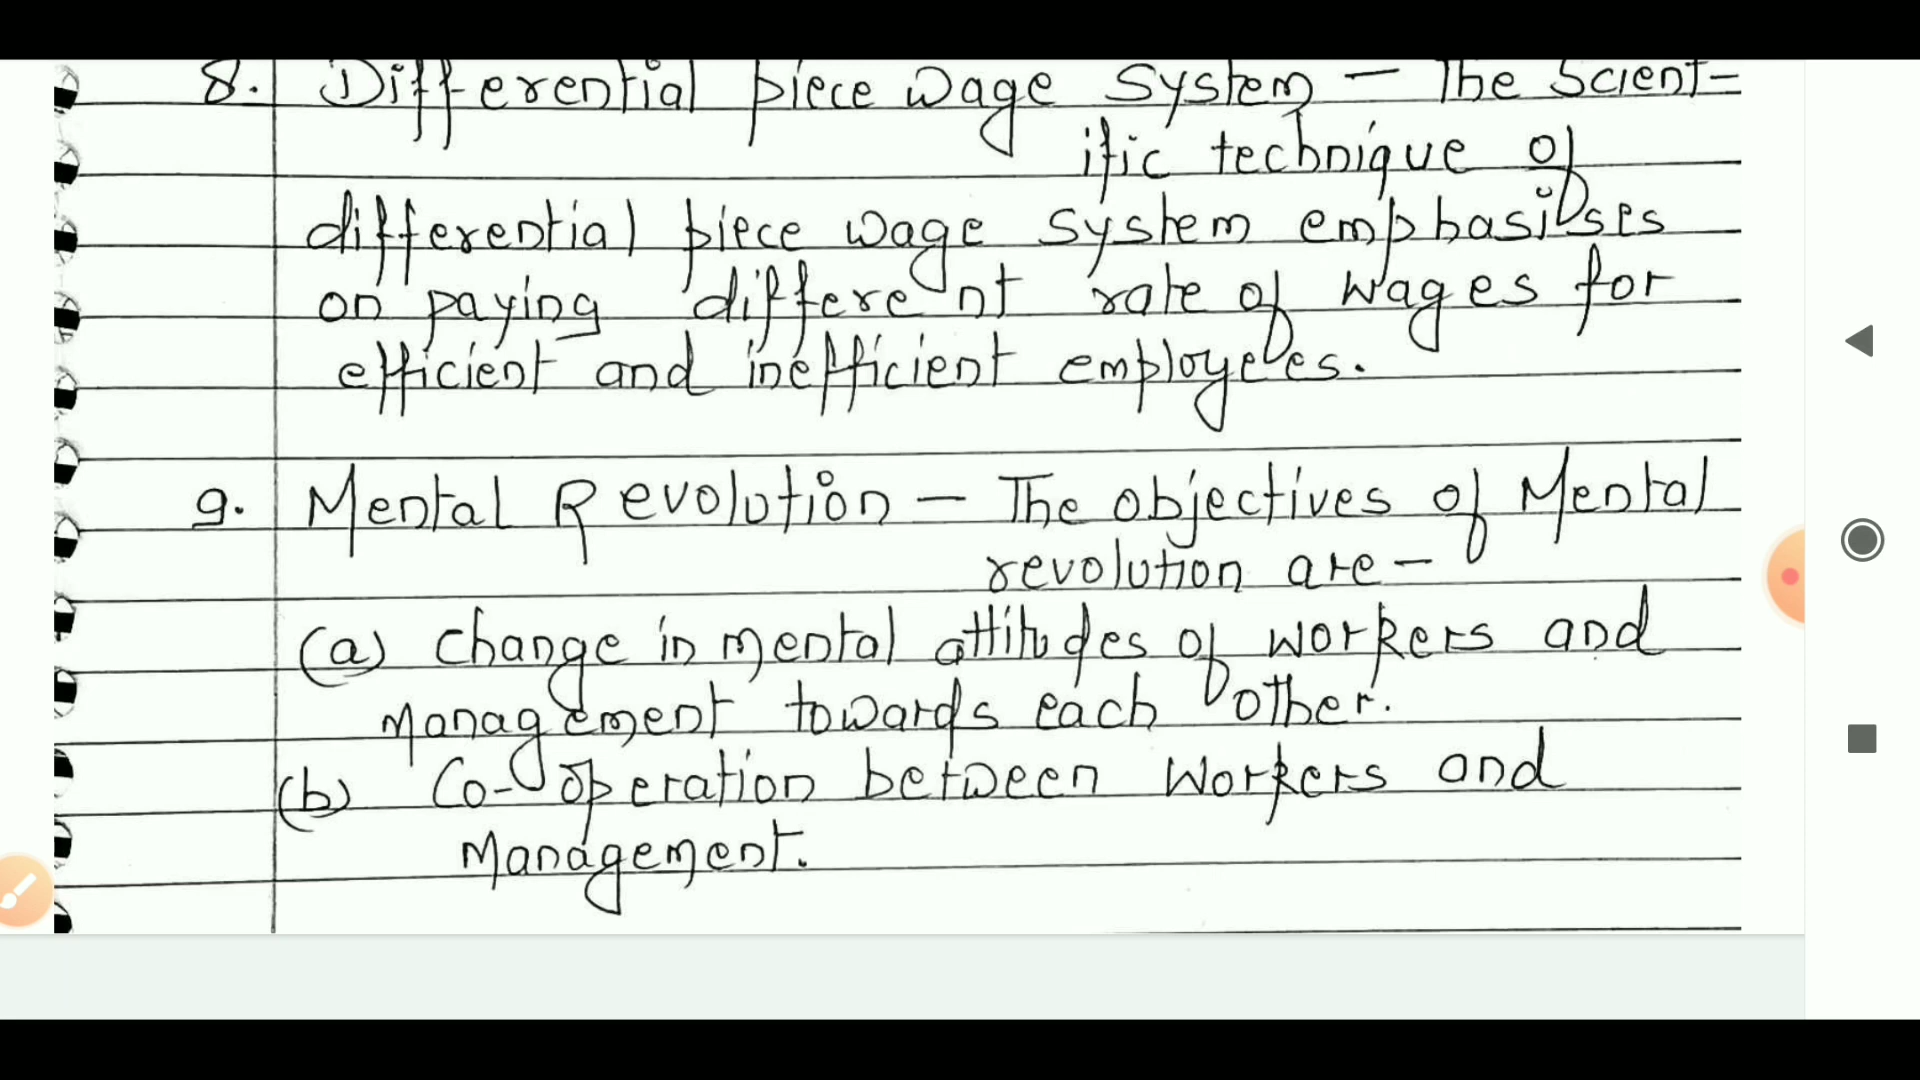 8. Differential piece wage System - The Scient-
ific technique of
differential piece wage system emphasises
on paying different rate of wages for
efficient and inefficient employees.
9. Mental Revolution - The objectives of Mental
revolution are -
(a) change in mental attitudes of workers and
Management towards each other.
(b) Co-operation between Workers and
Management.